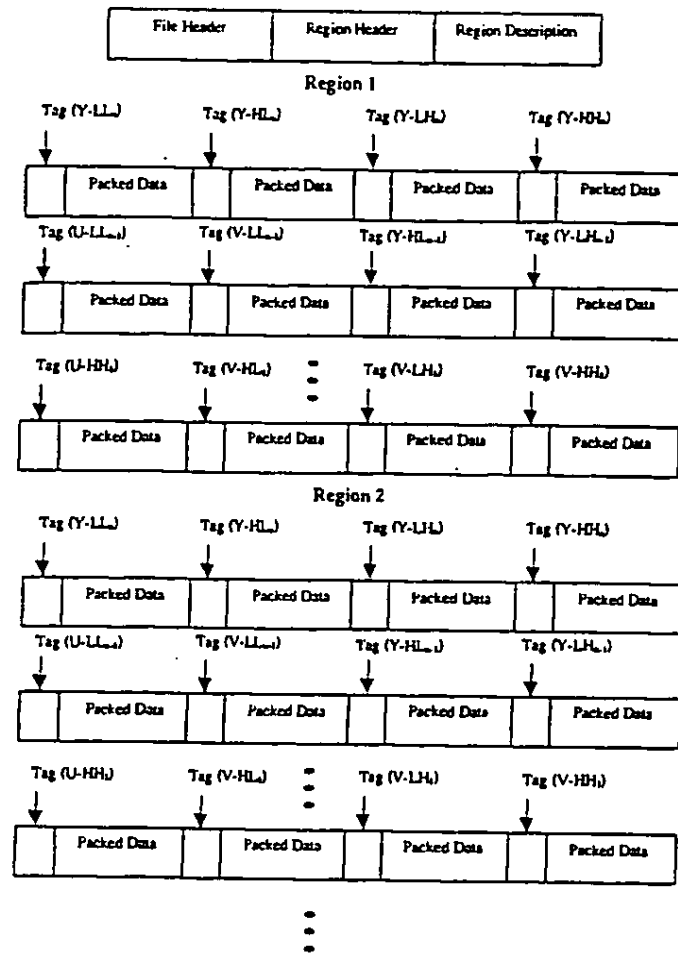 File Header Region Header Region Description
Region 1
Tag (Y-LLₙ) Tag (Y-HLₙ) Tag (Y-LHₙ) Tag (Y-HHₙ)
Packed Data Packed Data Packed Data Packed Data
Tag (U-LLₙ₋₁) Tag (V-LLₙ₋₁) Tag (Y-HLₙ₋₁) Tag (Y-LHₙ₋₁)
Packed Data Packed Data Packed Data Packed Data
Tag (U-HH₁) Tag (V-HL₁) Tag (V-LH₁) Tag (V-HH₁)
Packed Data Packed Data Packed Data Packed Data
Region 2
Tag (Y-LLₙ) Tag (Y-HLₙ) Tag (Y-LHₙ) Tag (Y-HHₙ)
Packed Data Packed Data Packed Data Packed Data
Tag (U-LLₙ₋₁) Tag (V-LLₙ₋₁) Tag (Y-HLₙ₋₁) Tag (Y-LHₙ₋₁)
Packed Data Packed Data Packed Data Packed Data
Tag (U-HH₁) Tag (V-HL₁) Tag (V-LH₁) Tag (V-HH₁)
Packed Data Packed Data Packed Data Packed Data